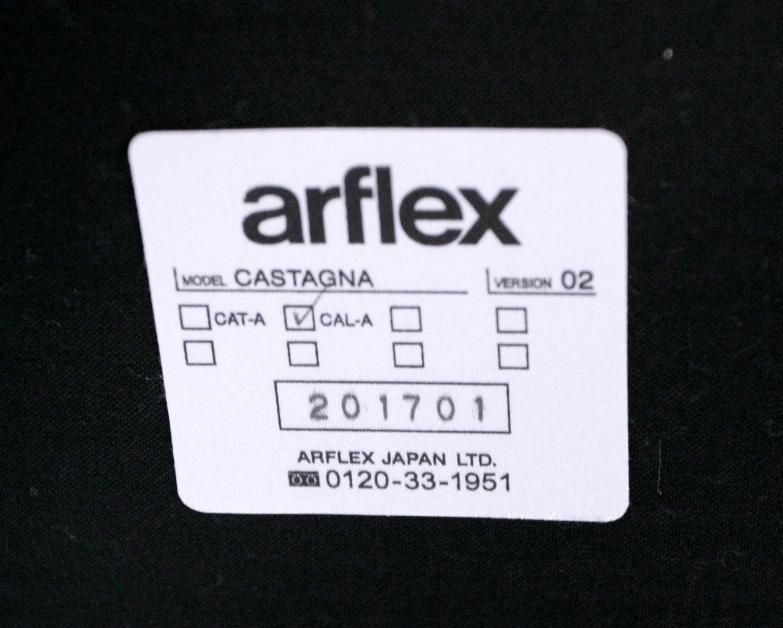 arflex
MODEL CASTAGNA VERSION 02
CAT-A CAL-A
201701
ARFLEX JAPAN LTD.
0120-33-1951